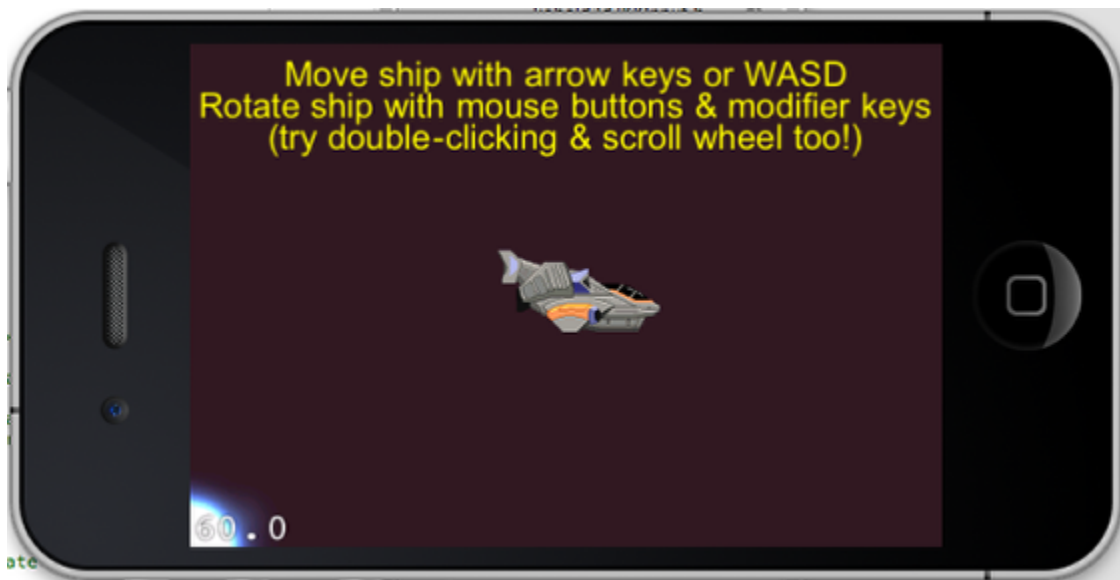 Move ship with arrow keys or WASD
Rotate ship with mouse buttons & modifier keys
(try double-clicking & scroll wheel too!)
60.0
ate